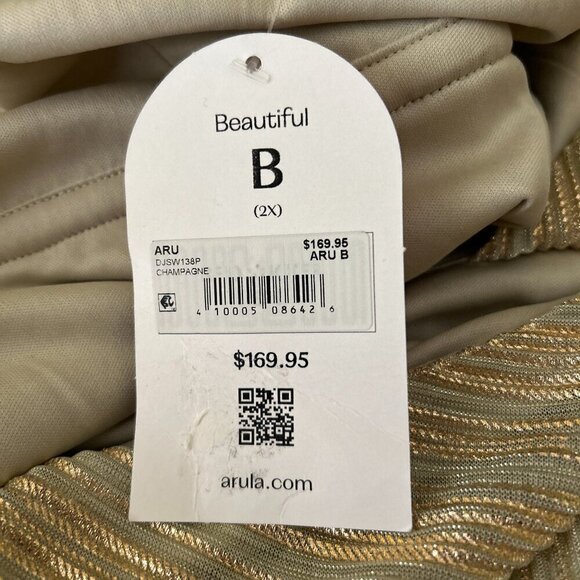 Beautiful
B
(2X)
ARU $169.95
DJSW138P ARU B
CHAMPAGNE
4 10005 08642 6
$169.95
arula.com